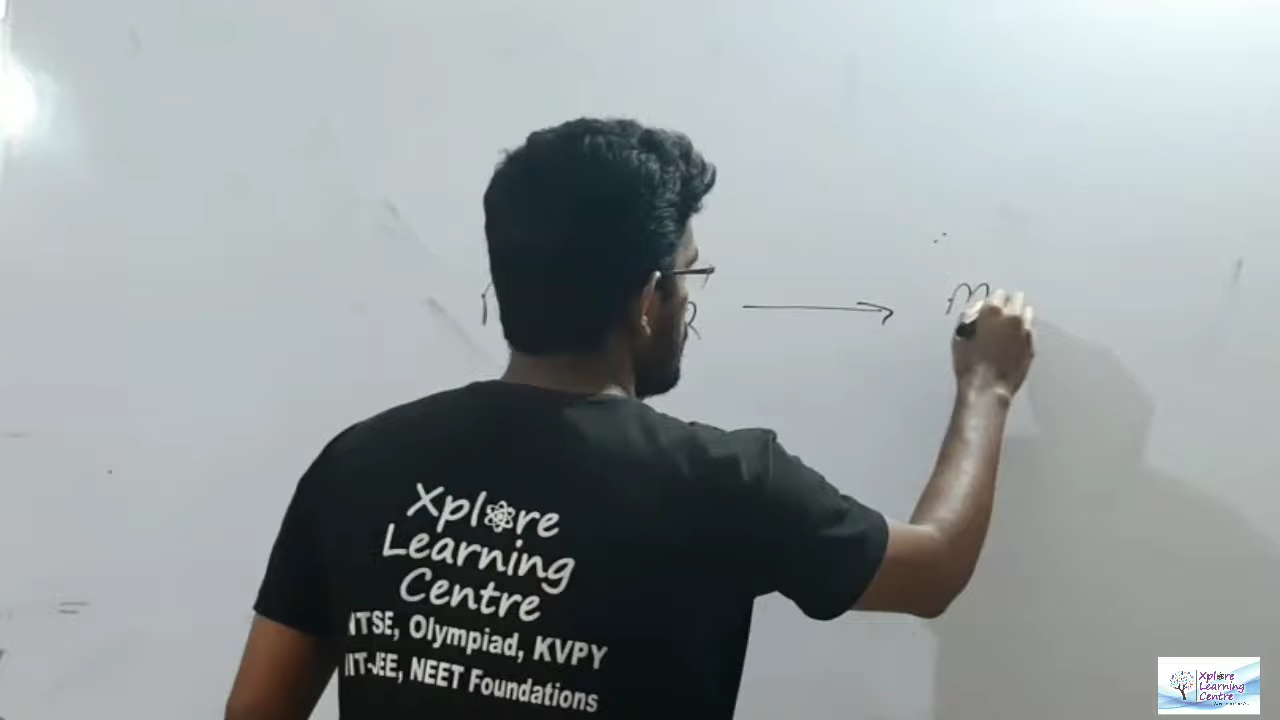 m
Xplore
Learning
Centre
NTSE, Olympiad, KVPY
IIT-JEE, NEET Foundations
Xplore
Learning
Centre